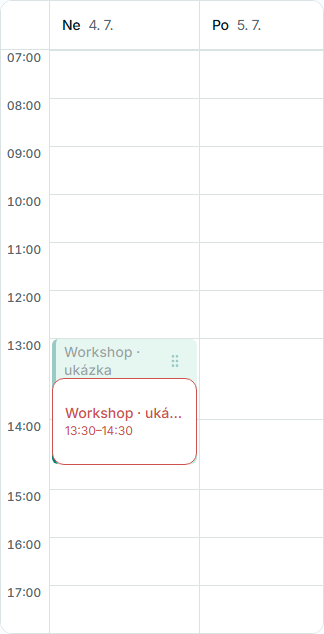 Ne 4. 7.
Po 5. 7.
07:00
08:00
09:00
10:00
11:00
12:00
13:00
Workshop ·
ukázka
Workshop · uká...
13:30–14:30
14:00
15:00
16:00
17:00